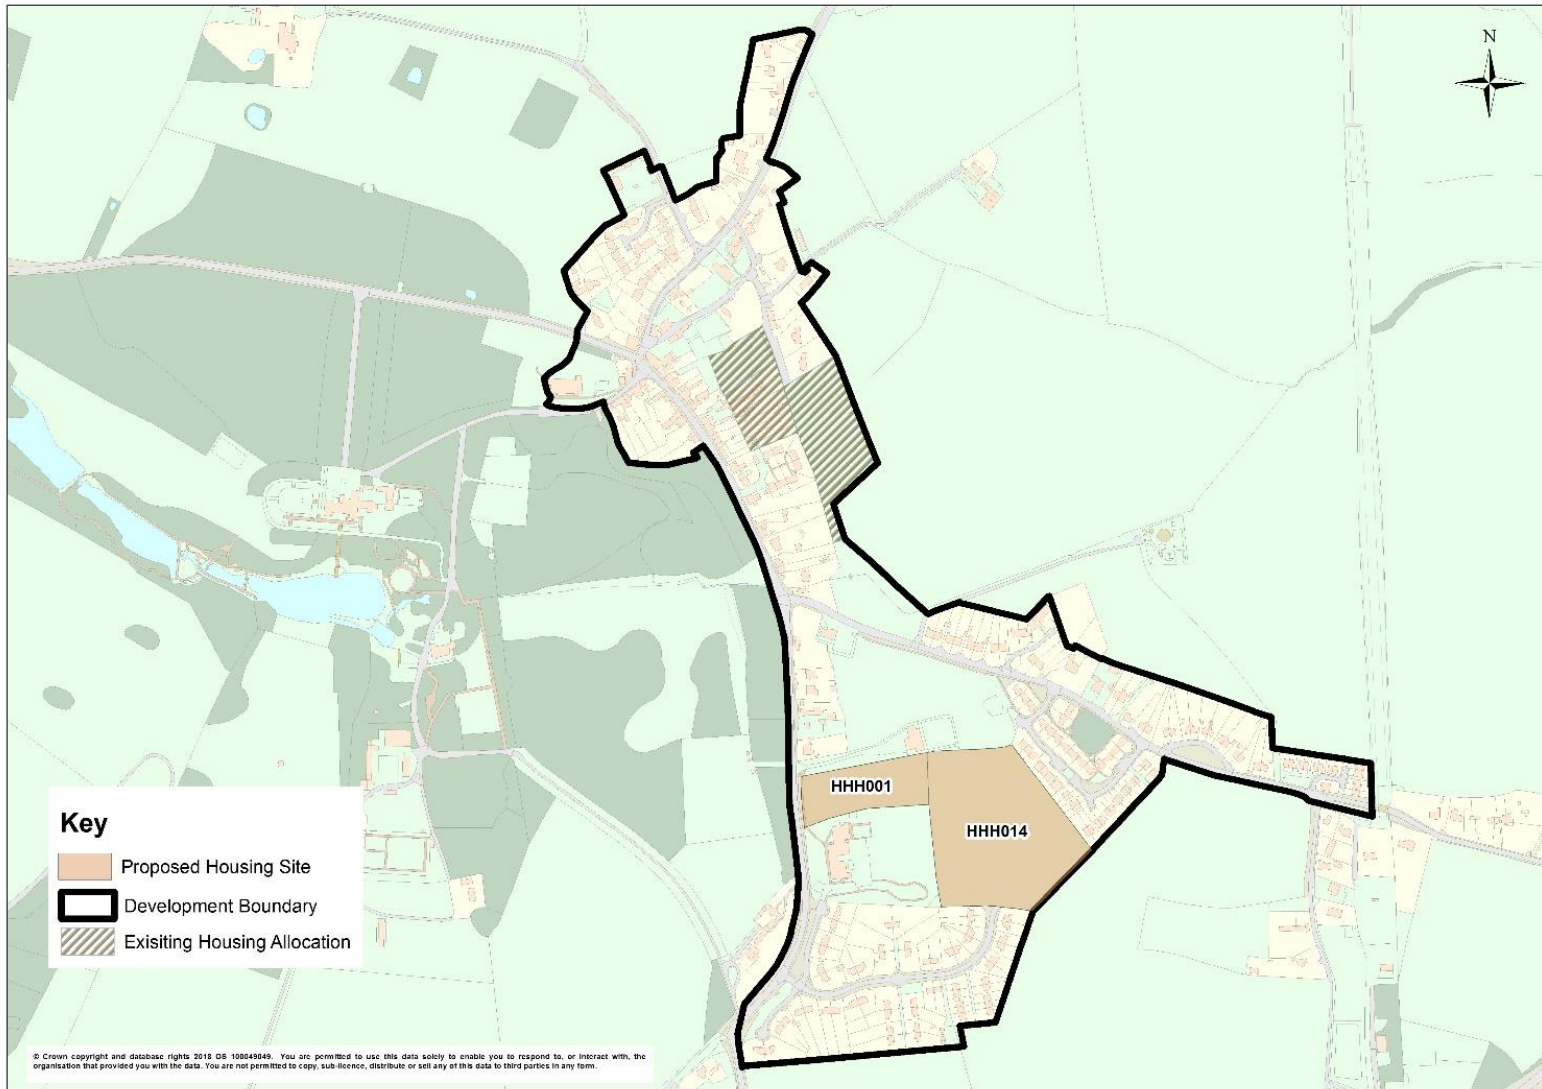 N
HHH001
HHH014
Key
Proposed Housing Site
Development Boundary
Exisiting Housing Allocation
© Crown copyright and database rights 2018 OS 100049049. You are permitted to use this data solely to enable you to respond to, or interact with, the
organisation that provided you with the data. You are not permitted to copy, sub-licence, distribute or sell any of this data to third parties in any form.